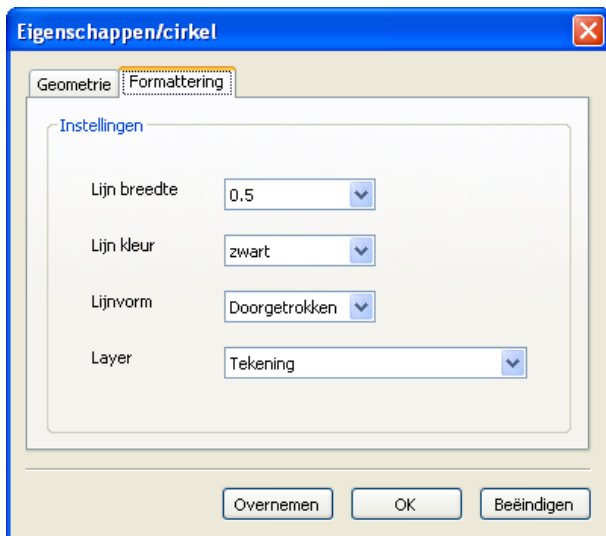 Eigenschappen/cirkel
Geometrie Formattering
Instellingen
Lijn breedte 0.5
Lijn kleur zwart
Lijnvorm Doorgetrokken
Layer Tekening
Overnemen OK Beëindigen